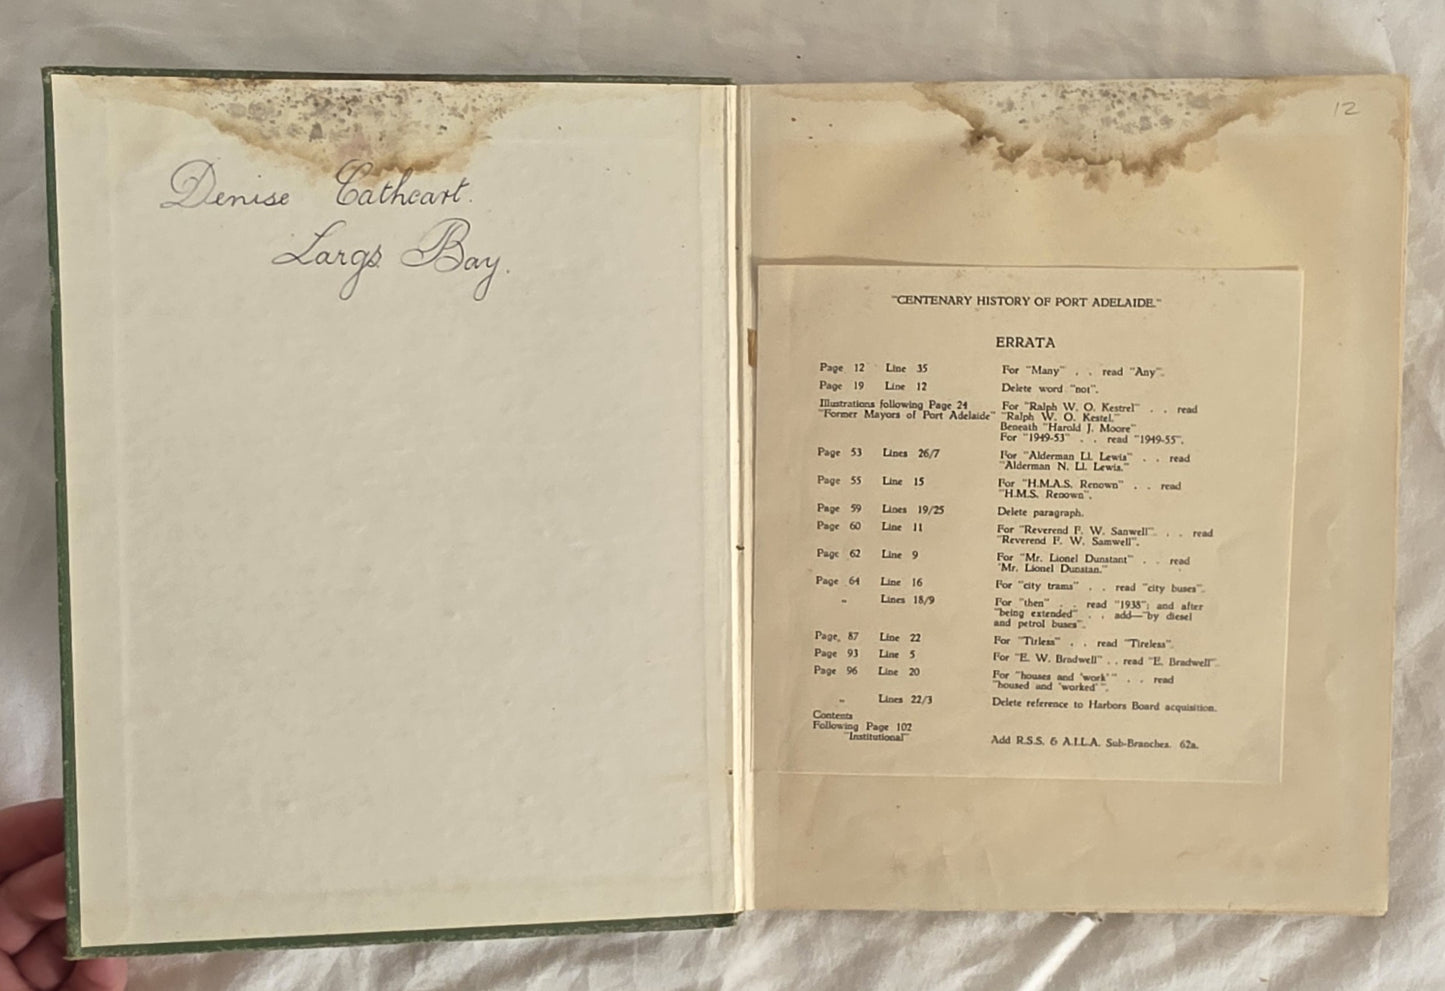 Denise Cathcart.
Largs Bay.
12
"CENTENARY HISTORY OF PORT ADELAIDE."
ERRATA
Page 12 Line 35 For "Many" . . read "Any".
Page 19 Line 12 Delete word "not".
Illustrations following Page 24 For "Ralph W. O. Kestrel" . . read
"Former Mayors of Port Adelaide" "Ralph W. O. Kestel."
Beneath "Harold J. Moore"
For "1949-53" . . read "1949-55".
Page 53 Lines 26/7 For "Alderman Ll. Lewis" . . read
"Alderman N. Ll. Lewis."
Page 55 Line 15 For "H.M.A.S. Renown" . . read
"H.M.S. Renown".
Page 59 Lines 19/25 Delete paragraph.
Page 60 Line 11 For "Reverend F. W. Sanwell" . . read
"Reverend F. W. Samwell".
Page 62 Line 9 For "Mr. Lionel Dunstant" . . read
"Mr. Lionel Dunstan."
Page 64 Line 16 For "city trams" . . read "city buses".
" Lines 18/9 For "then" . . read "1938"; and after
"being extended" . . add—"by diesel
and petrol buses".
Page 87 Line 22 For "Tirless" . . read "Tireless".
Page 93 Line 5 For "E. W. Bradwell" . . read "E. Bradwell".
Page 96 Line 20 For "houses and 'work'" . . read
"housed and 'worked'".
" Lines 22/3 Delete reference to Harbors Board acquisition.
Contents
Following Page 102
"Institutional" Add R.S.S. & A.I.L.A. Sub-Branches. 62a.